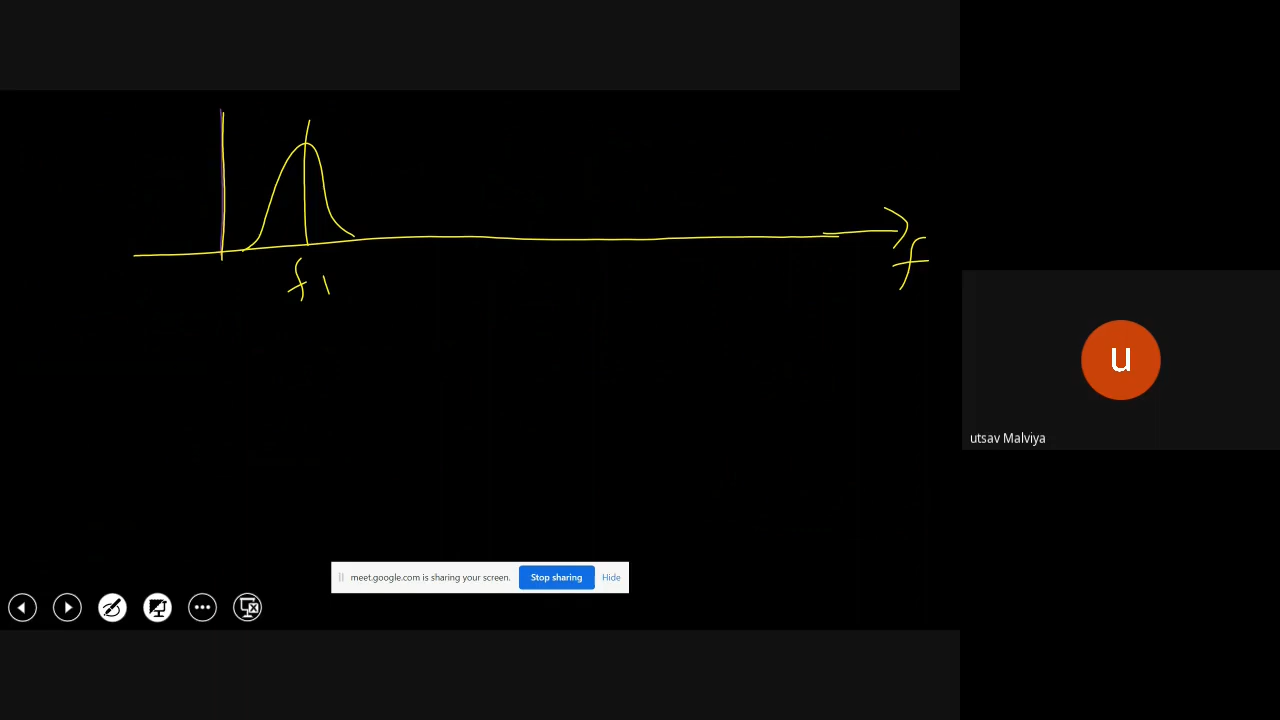 f
f1
u
utsav Malviya
meet.google.com is sharing your screen. Stop sharing Hide